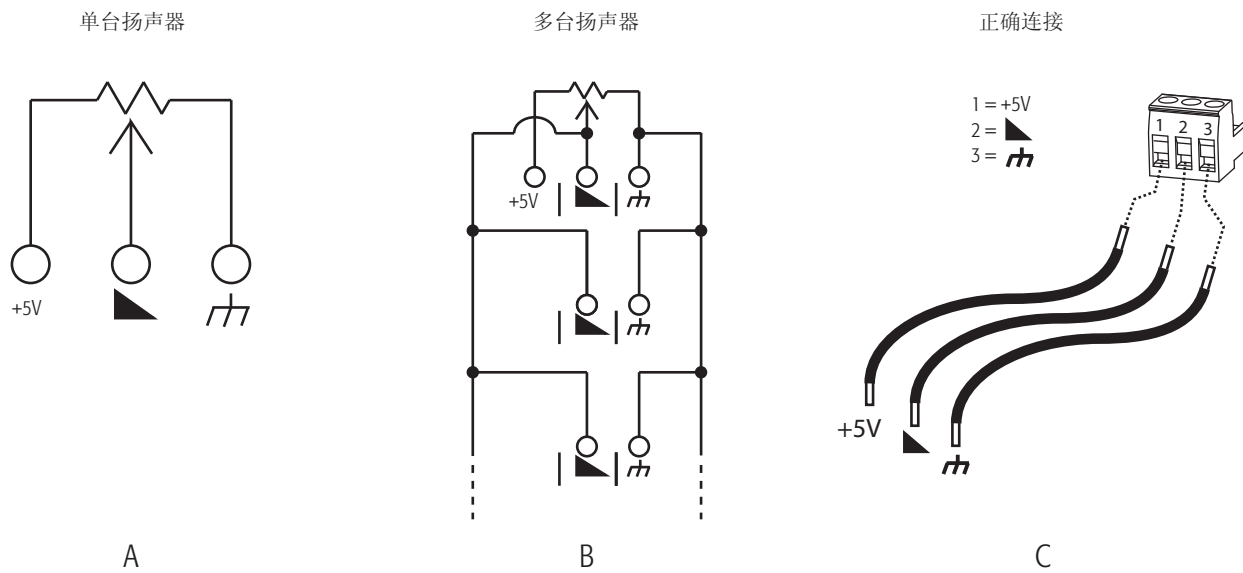 单台扬声器
多台扬声器
正确连接
+5V
+5V
1 = +5V
2 =
3 =
1 2 3
+5V
A
B
C